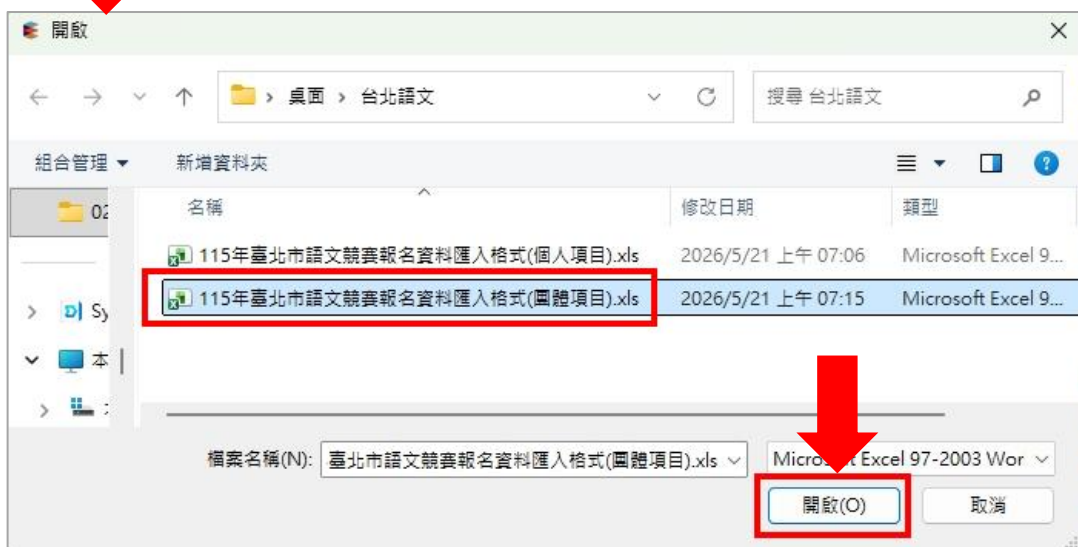 開啟
桌面 › 台北語文
搜尋 台北語文
組合管理
新增資料夾
02
名稱
修改日期
類型
115年臺北市語文競賽報名資料匯入格式(個人項目).xls
2026/5/21 上午 07:06
Microsoft Excel 9...
115年臺北市語文競賽報名資料匯入格式(團體項目).xls
2026/5/21 上午 07:15
Microsoft Excel 9...
Sy
本
檔案名稱(N):
臺北市語文競賽報名資料匯入格式(團體項目).xls
Excel 97-2003 Wor
開啟(O)
取消